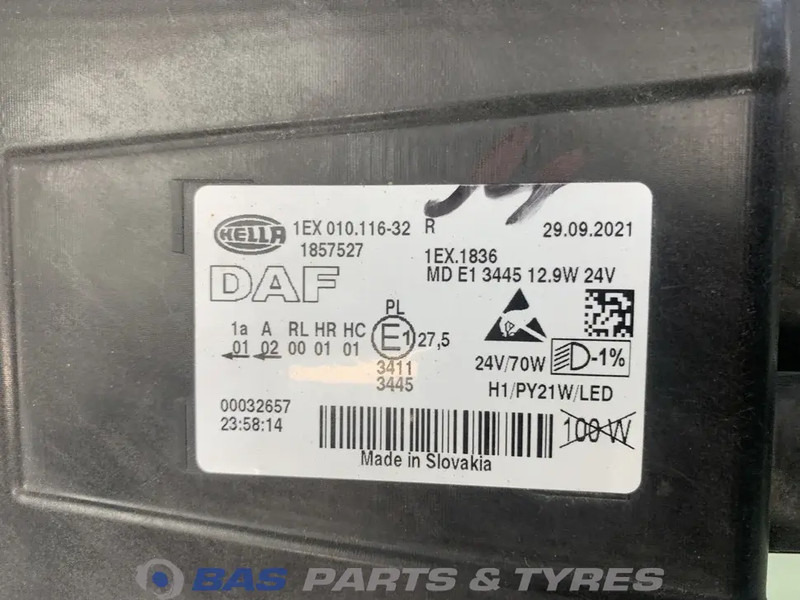 HELLA 1EX 010.116-32 R 29.09.2021
1857527 1EX.1836
DAF MD E1 3445 12.9W 24V
PL
1a A RL HR HC
01 02 00 01 01 E1 27,5
3411
3445
24V/70W -1%
H1/PY21W/LED
00032657
23:58:14
100 W
Made in Slovakia
BAS PARTS & TYRES